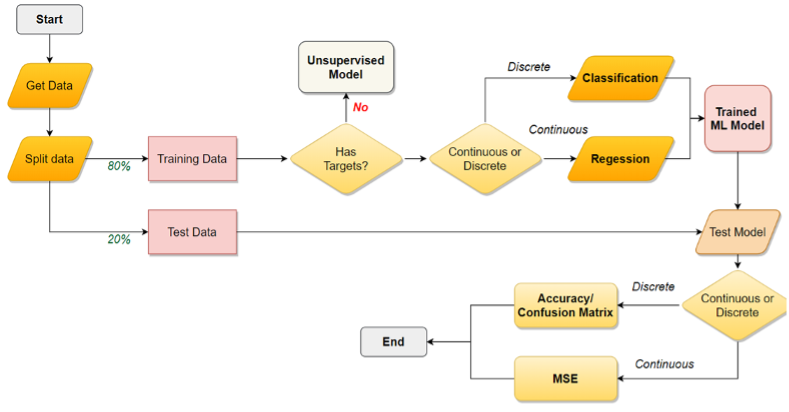 Start
Get Data
Split data
80%
20%
Training Data
Test Data
Unsupervised
Model
No
Has
Targets?
Continuous or
Discrete
Discrete
Continuous
Classification
Regression
Trained
ML Model
Test Model
Continuous or
Discrete
Discrete
Continuous
Accuracy/
Confusion Matrix
MSE
End